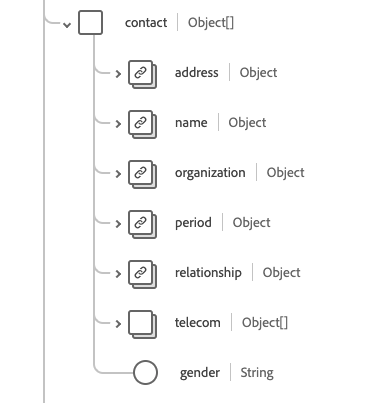 contact | Object[]
address | Object
name | Object
organization | Object
period | Object
relationship | Object
telecom | Object[]
gender | String